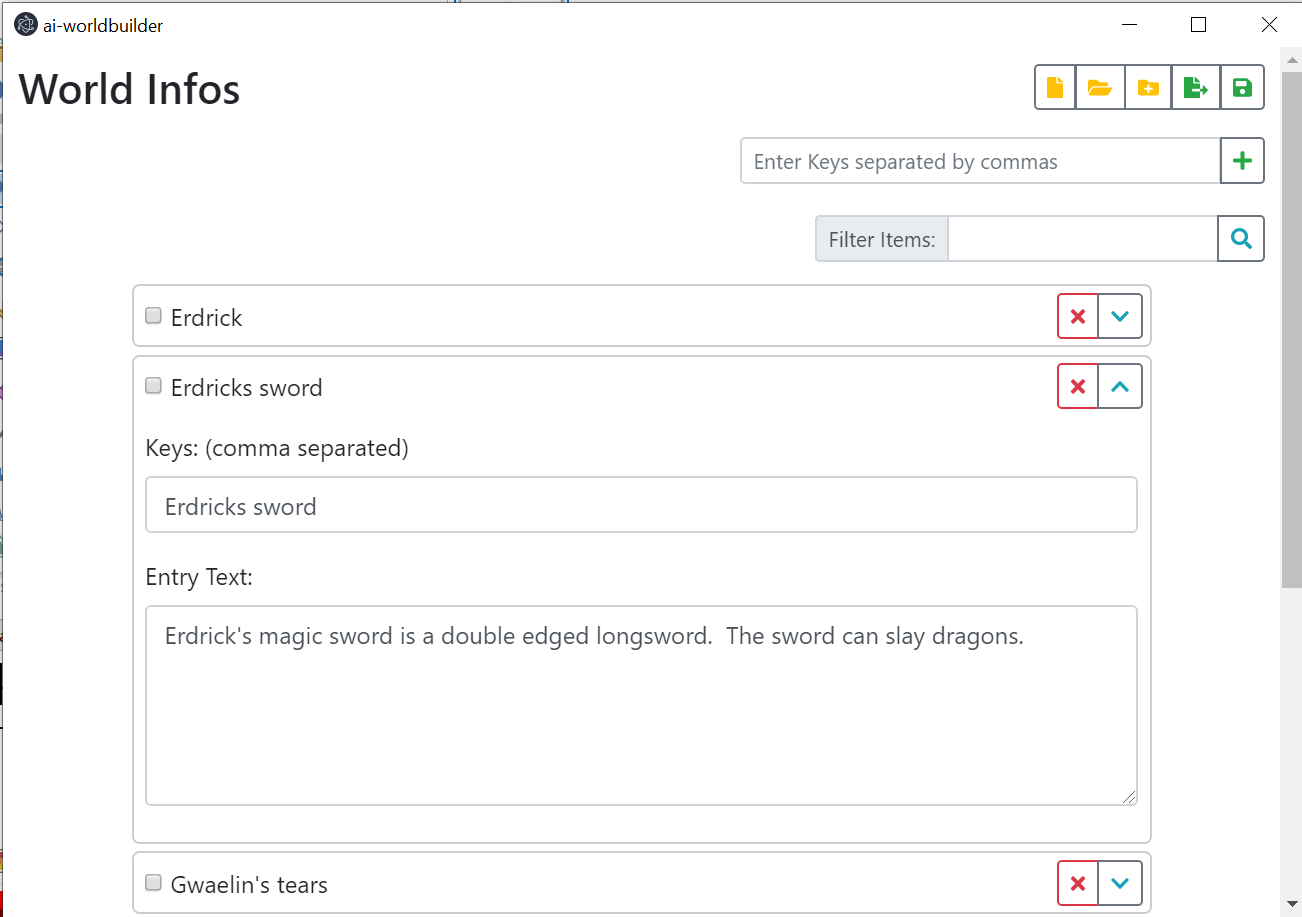 ai-worldbuilder
World Infos
Enter Keys separated by commas
Filter Items:
Erdrick
Erdricks sword
Keys: (comma separated)
Erdricks sword
Entry Text:
Erdrick's magic sword is a double edged longsword.  The sword can slay dragons.
Gwaelin's tears